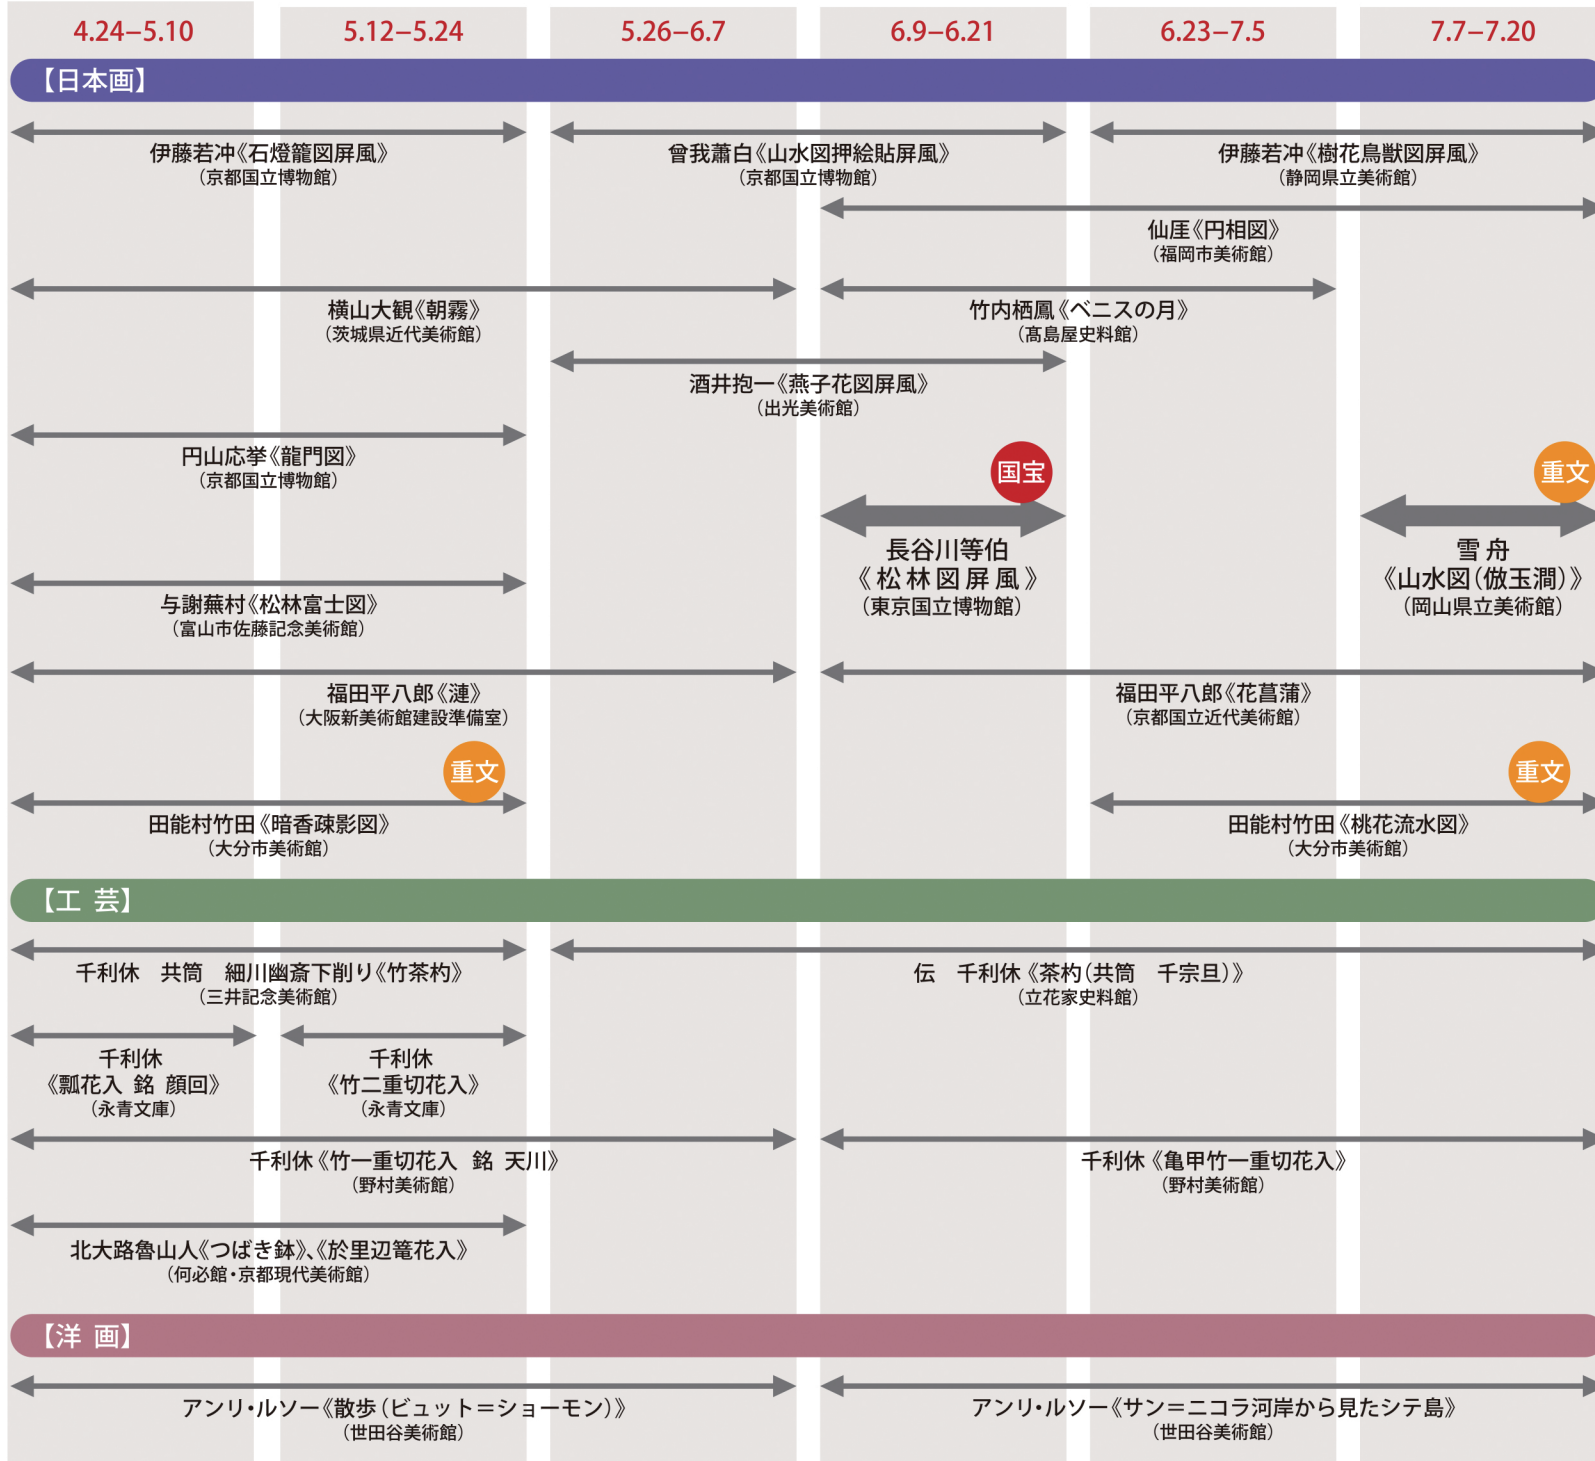 4.24–5.10 5.12–5.24 5.26–6.7 6.9–6.21 6.23–7.5 7.7–7.20
【日本画】
伊藤若冲《石燈籠図屏風》
（京都国立博物館）
曾我蕭白《山水図押絵貼屏風》
（京都国立博物館）
伊藤若冲《樹花鳥獣図屏風》
（静岡県立美術館）
仙厓《円相図》
（福岡市美術館）
横山大観《朝霧》
（茨城県近代美術館）
竹内栖鳳《ベニスの月》
（髙島屋史料館）
酒井抱一《燕子花図屏風》
（出光美術館）
円山応挙《龍門図》
（京都国立博物館）
国宝
長谷川等伯
《松林図屏風》
（東京国立博物館）
重文
雪舟
《山水図（倣玉澗）》
（岡山県立美術館）
与謝蕪村《松林富士図》
（富山市佐藤記念美術館）
福田平八郎《漣》
（大阪新美術館建設準備室）
福田平八郎《花菖蒲》
（京都国立近代美術館）
重文
田能村竹田《暗香疎影図》
（大分市美術館）
重文
田能村竹田《桃花流水図》
（大分市美術館）
【工 芸】
千利休　共筒　細川幽斎下削り《竹茶杓》
（三井記念美術館）
伝　千利休《茶杓（共筒　千宗旦）》
（立花家史料館）
千利休
《瓢花入 銘 顔回》
（永青文庫）
千利休
《竹二重切花入》
（永青文庫）
千利休《竹一重切花入 銘 天川》
（野村美術館）
千利休《亀甲竹一重切花入》
（野村美術館）
北大路魯山人《つばき鉢》、《於里辺篭花入》
（何必館・京都現代美術館）
【洋 画】
アンリ・ルソー《散歩（ビュット＝ショーモン）》
（世田谷美術館）
アンリ・ルソー《サン＝ニコラ河岸から見たシテ島》
（世田谷美術館）